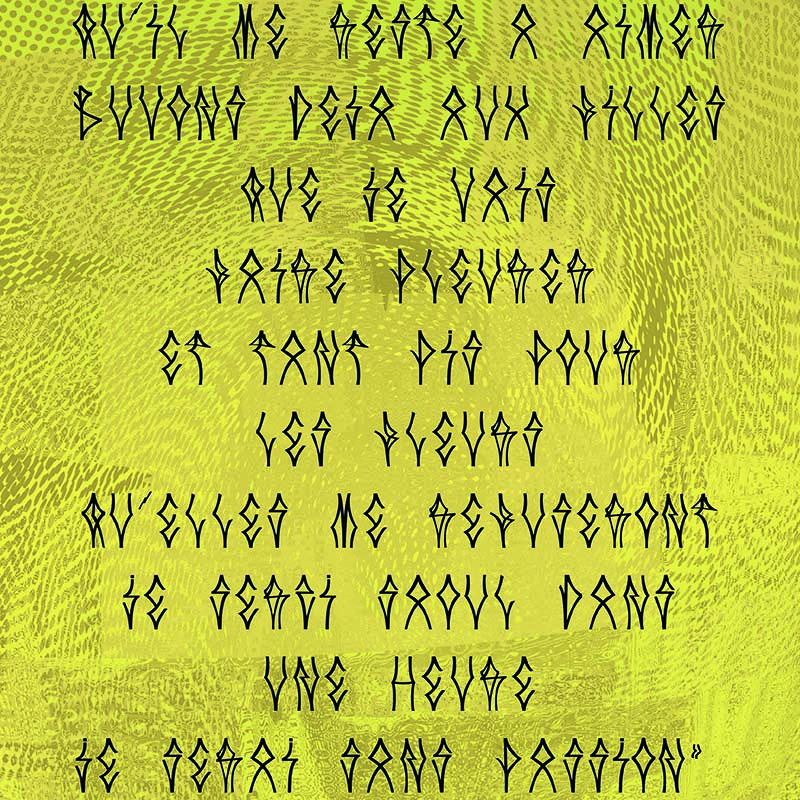 QU'IL ME RESTE A AIMER
BUVONS DEJA AUX FILLES
QUE JE VAIS
FAIRE PLEURER
ET TANT PIS POUR
LES FLEURS
QU'ELLES ME REFUSERONT
JE SERAI SAOUL DANS
UNE HEURE
JE SERAI SANS PASSION"